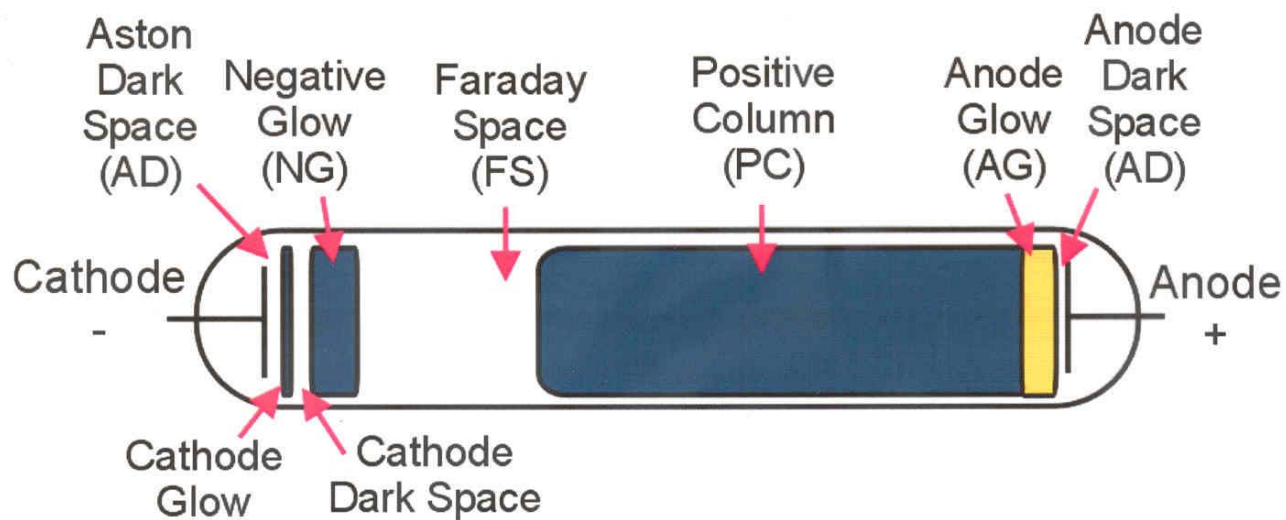 Aston
Dark
Space
(AD)
Negative
Glow
(NG)
Faraday
Space
(FS)
Positive
Column
(PC)
Anode
Glow
(AG)
Anode
Dark
Space
(AD)
Cathode
-
Anode
+
Cathode
Glow
Cathode
Dark Space